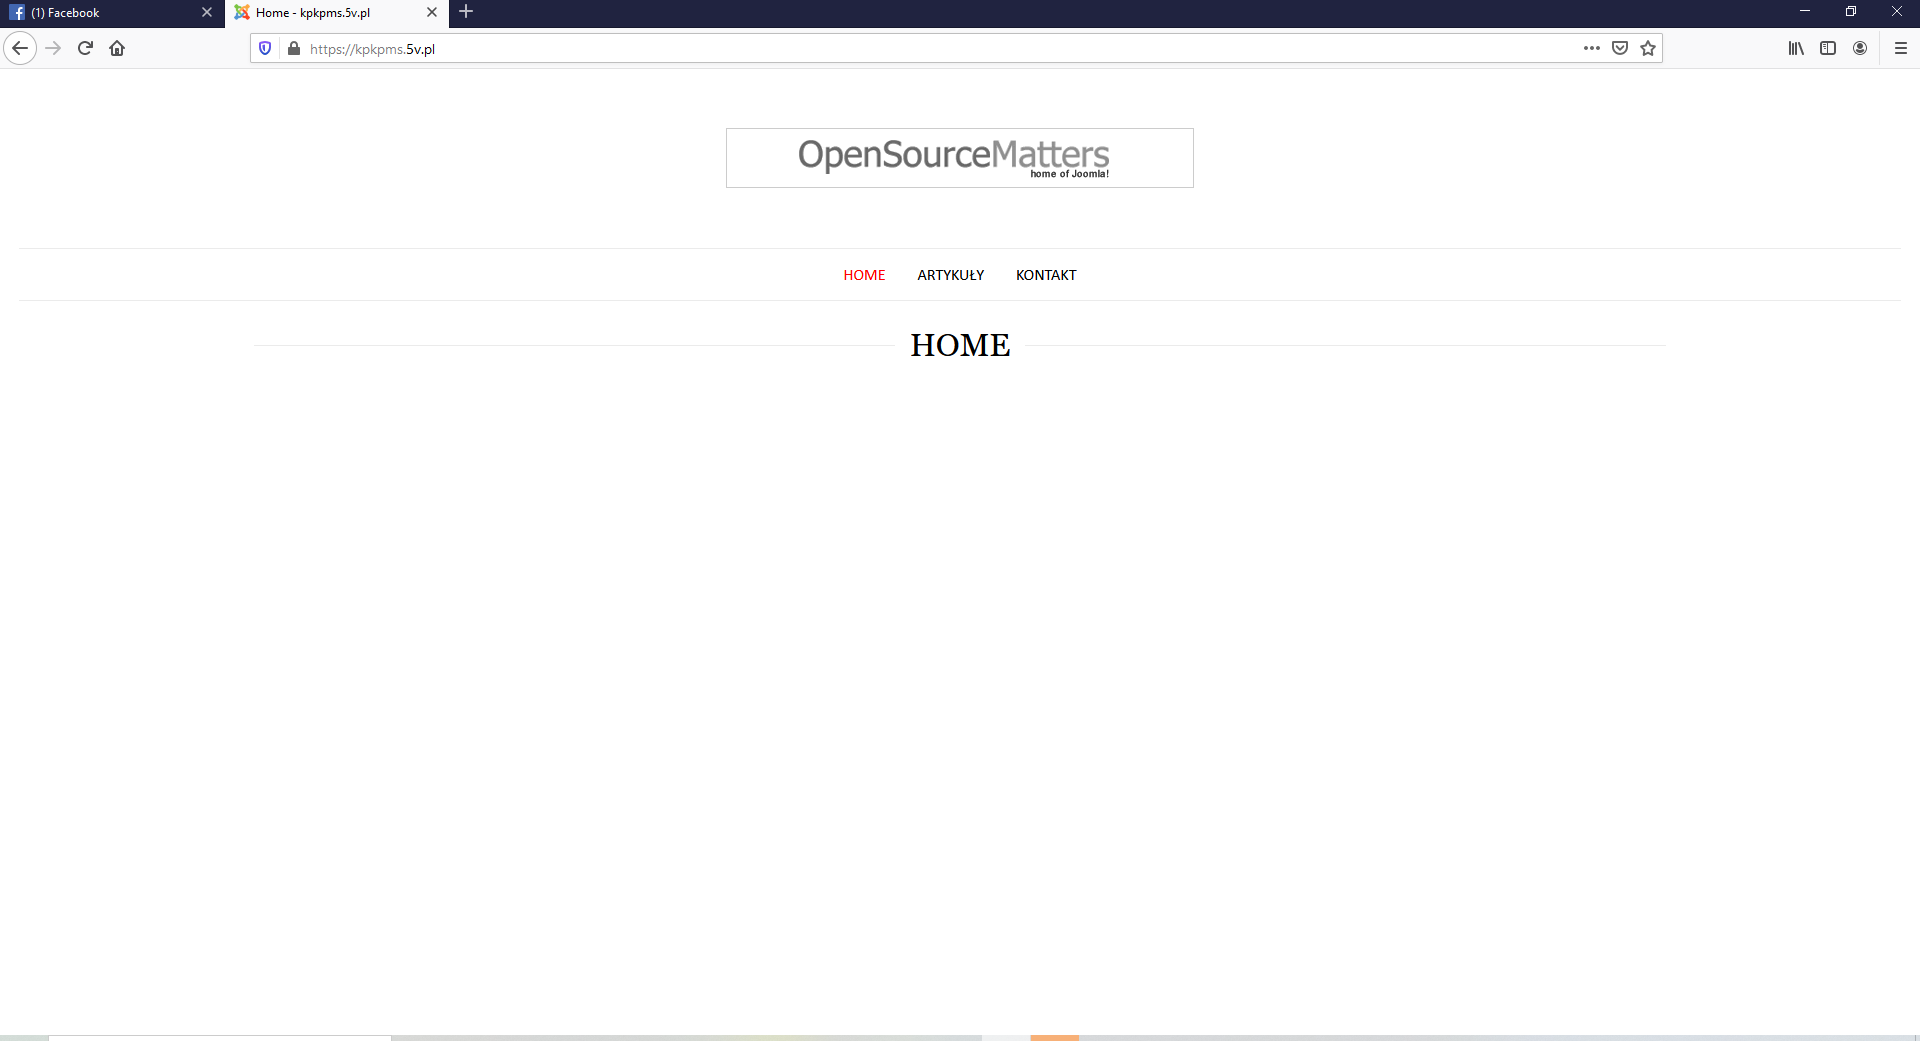 (1) Facebook
Home - kpkpms.5v.pl
https://kpkpms.5v.pl
OpenSourceMatters
home of Joomla!
HOME ARTYKUŁY KONTAKT
HOME